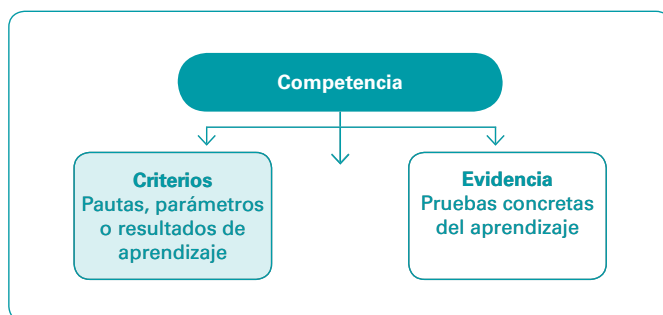 Competencia
Criterios
Pautas, parámetros
o resultados de
aprendizaje
Evidencia
Pruebas concretas
del aprendizaje